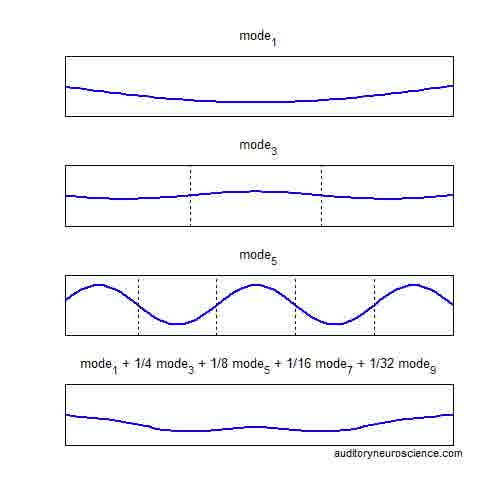 mode₁
mode₃
mode₅
mode₁ + 1/4 mode₃ + 1/8 mode₅ + 1/16 mode₇ + 1/32 mode₉
auditoryneuroscience.com